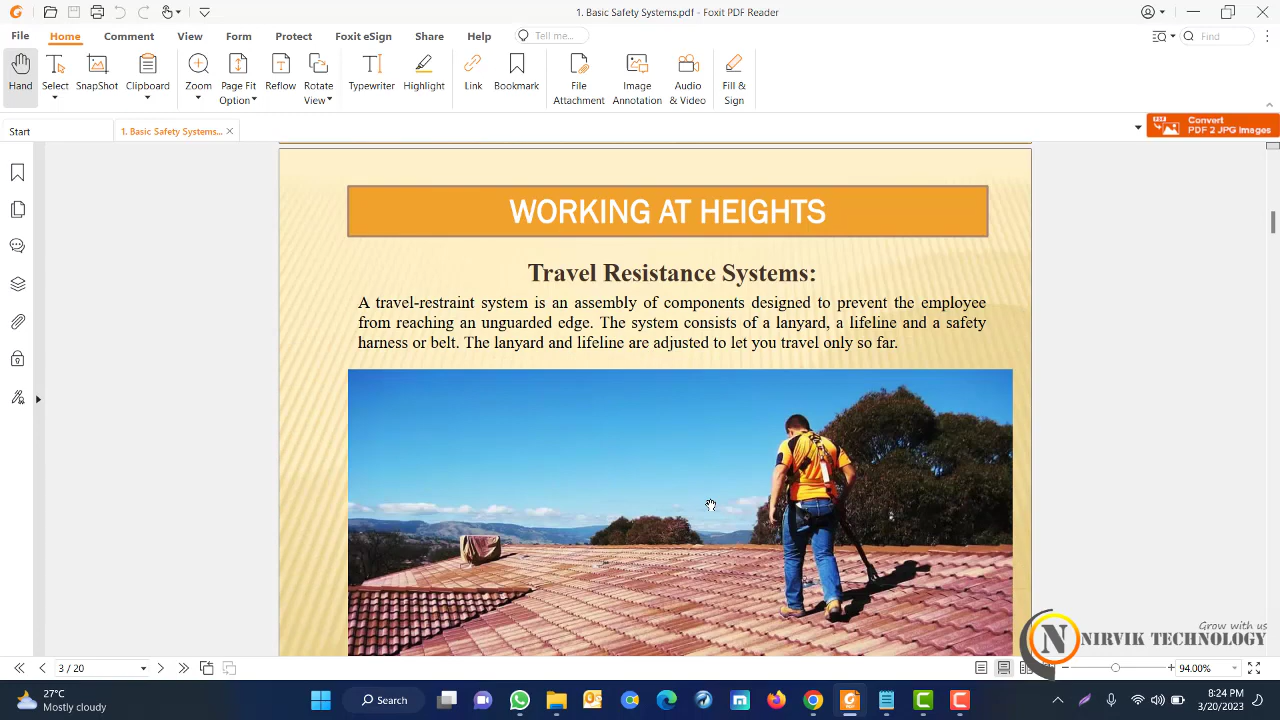 1. Basic Safety Systems.pdf - Foxit PDF Reader
File Home Comment View Form Protect Foxit eSign Share Help Tell me... Find
Hand Select SnapShot Clipboard Zoom Page Fit Option Reflow Rotate View Typewriter Highlight Link Bookmark File Attachment Image Annotation Audio & Video Fill & Sign
Start 1. Basic Safety Systems...
Convert
PDF 2 JPG Images
WORKING AT HEIGHTS
Travel Resistance Systems:
A travel-restraint system is an assembly of components designed to prevent the employee
from reaching an unguarded edge. The system consists of a lanyard, a lifeline and a safety
harness or belt. The lanyard and lifeline are adjusted to let you travel only so far.
Grow with us
N NIRVIK TECHNOLOGY
3 / 20 94.00%
27°C
Mostly cloudy
Search
8:24 PM
3/20/2023